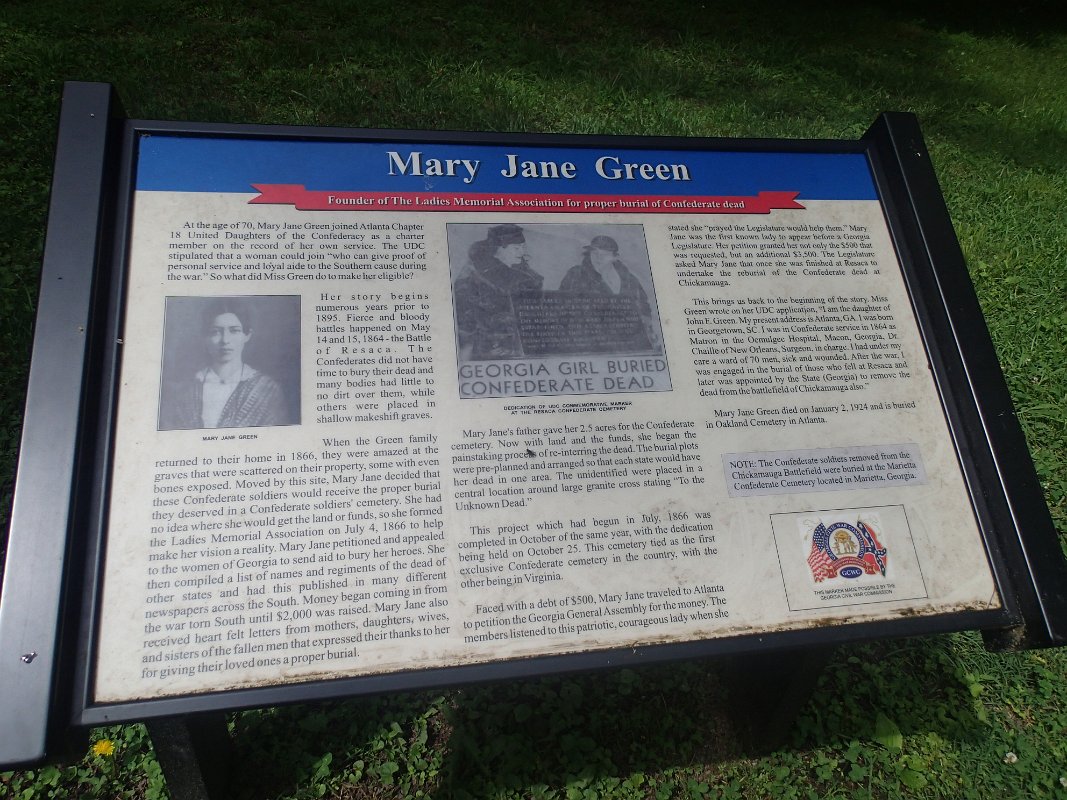 Mary Jane Green
Founder of The Ladies Memorial Association for proper burial of Confederate dead
At the age of 70, Mary Jane Green joined Atlanta Chapter
18 United Daughters of the Confederacy as a charter
member on the record of her own service. The UDC
stipulated that a woman could join "who can give proof of
personal service and loyal aide to the Southern cause during
the war." So what did Miss Green do to make her eligible?
MARY JANE GREEN
Her story begins
numerous years prior to
1895. Fierce and bloody
battles happened on May
14 and 15, 1864 - the Battle
of Resaca. The
Confederates did not have
time to bury their dead and
many bodies had little to
no dirt over them, while
others were placed in
shallow makeshift graves.
When the Green family
returned to their home in 1866, they were amazed at the
graves that were scattered on their property, some with even
bones exposed. Moved by this site, Mary Jane decided that
these Confederate soldiers would receive the proper burial
they deserved in a Confederate soldiers' cemetery. She had
no idea where she would get the land or funds, so she formed
the Ladies Memorial Association on July 4, 1866 to help
make her vision a reality. Mary Jane petitioned and appealed
to the women of Georgia to send aid to bury her heroes. She
then compiled a list of names and regiments of the dead of
other states and had this published in many different
newspapers across the South. Money began coming in from
the war torn South until $2,000 was raised. Mary Jane also
received heart felt letters from mothers, daughters, wives,
and sisters of the fallen men that expressed their thanks to her
for giving their loved ones a proper burial.
GEORGIA GIRL BURIED
CONFEDERATE DEAD
DEDICATION OF UDC COMMEMORATIVE MARKER
AT THE RESACA CONFEDERATE CEMETERY
Mary Jane's father gave her 2.5 acres for the Confederate
cemetery. Now with land and the funds, she began the
painstaking process of re-interring the dead. The burial plots
were pre-planned and arranged so that each state would have
her dead in one area. The unidentified were placed in a
central location around large granite cross stating "To the
Unknown Dead."
This project which had begun in July, 1866 was
completed in October of the same year, with the dedication
being held on October 25. This cemetery tied as the first
exclusive Confederate cemetery in the country, with the
other being in Virginia.
Faced with a debt of $500, Mary Jane traveled to Atlanta
to petition the Georgia General Assembly for the money. The
members listened to this patriotic, courageous lady when she
stated she "prayed the Legislature would help them." Mary
Jane was the first known lady to appear before a Georgia
Legislature. Her petition granted her not only the $500 that
was requested, but an additional $3,500. The Legislature
asked Mary Jane that once she was finished at Resaca to
undertake the reburial of the Confederate dead at
Chickamauga.
This brings us back to the beginning of the story. Miss
Green wrote on her UDC application, "I am the daughter of
John F. Green. My present address is Atlanta, GA. I was born
in Georgetown, SC. I was in Confederate service in 1864 as
Matron in the Ocmulgee Hospital, Macon, Georgia, Dr.
Chaille of New Orleans, Surgeon, in charge. I had under my
care a ward of 70 men, sick and wounded. After the war, I
was engaged in the burial of those who fell at Resaca and
later was appointed by the State (Georgia) to remove the
dead from the battlefield of Chickamauga also."
Mary Jane Green died on January 2, 1924 and is buried
in Oakland Cemetery in Atlanta.
NOTE: The Confederate soldiers removed from the
Chickamauga Battlefield were buried at the Marietta
Confederate Cemetery located in Marietta, Georgia.
GCWC
THIS MARKER MADE POSSIBLE BY THE
GEORGIA CIVIL WAR COMMISSION